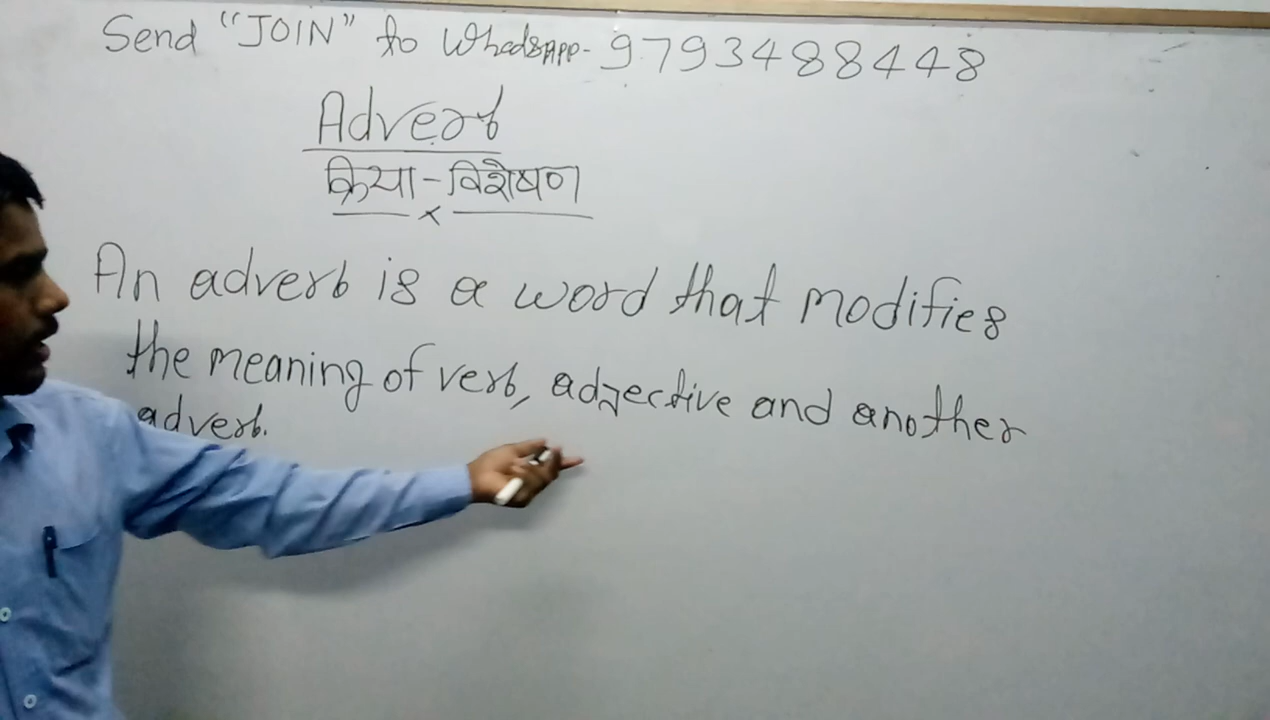 Send "JOIN" to WhatsApp- 9793488448
Adverb
क्रिया-विशेषण
x
An adverb is a word that modifies
the meaning of verb, adjective and another
adverb.